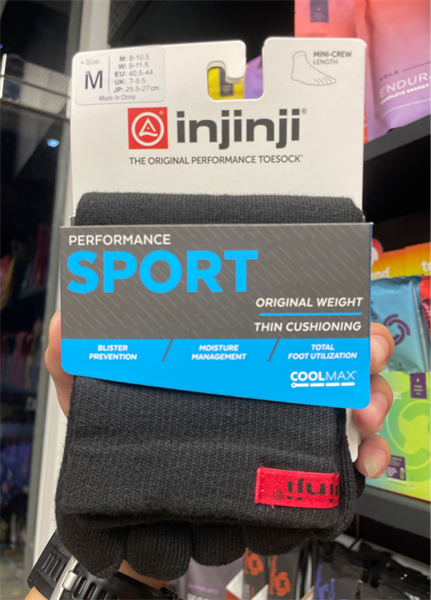 Size:
M
M: 8-10.5
W: 9-11.5
EU: 40.5-44
UK: 7-9.5
JP: 25.5-27cm
Made in China
MINI-CREW
LENGTH
injinji
THE ORIGINAL PERFORMANCE TOESOCK
PERFORMANCE
SPORT
ORIGINAL WEIGHT
THIN CUSHIONING
BLISTER PREVENTION / MOISTURE MANAGEMENT / TOTAL FOOT UTILIZATION
COOLMAX®
inji
ENDURA